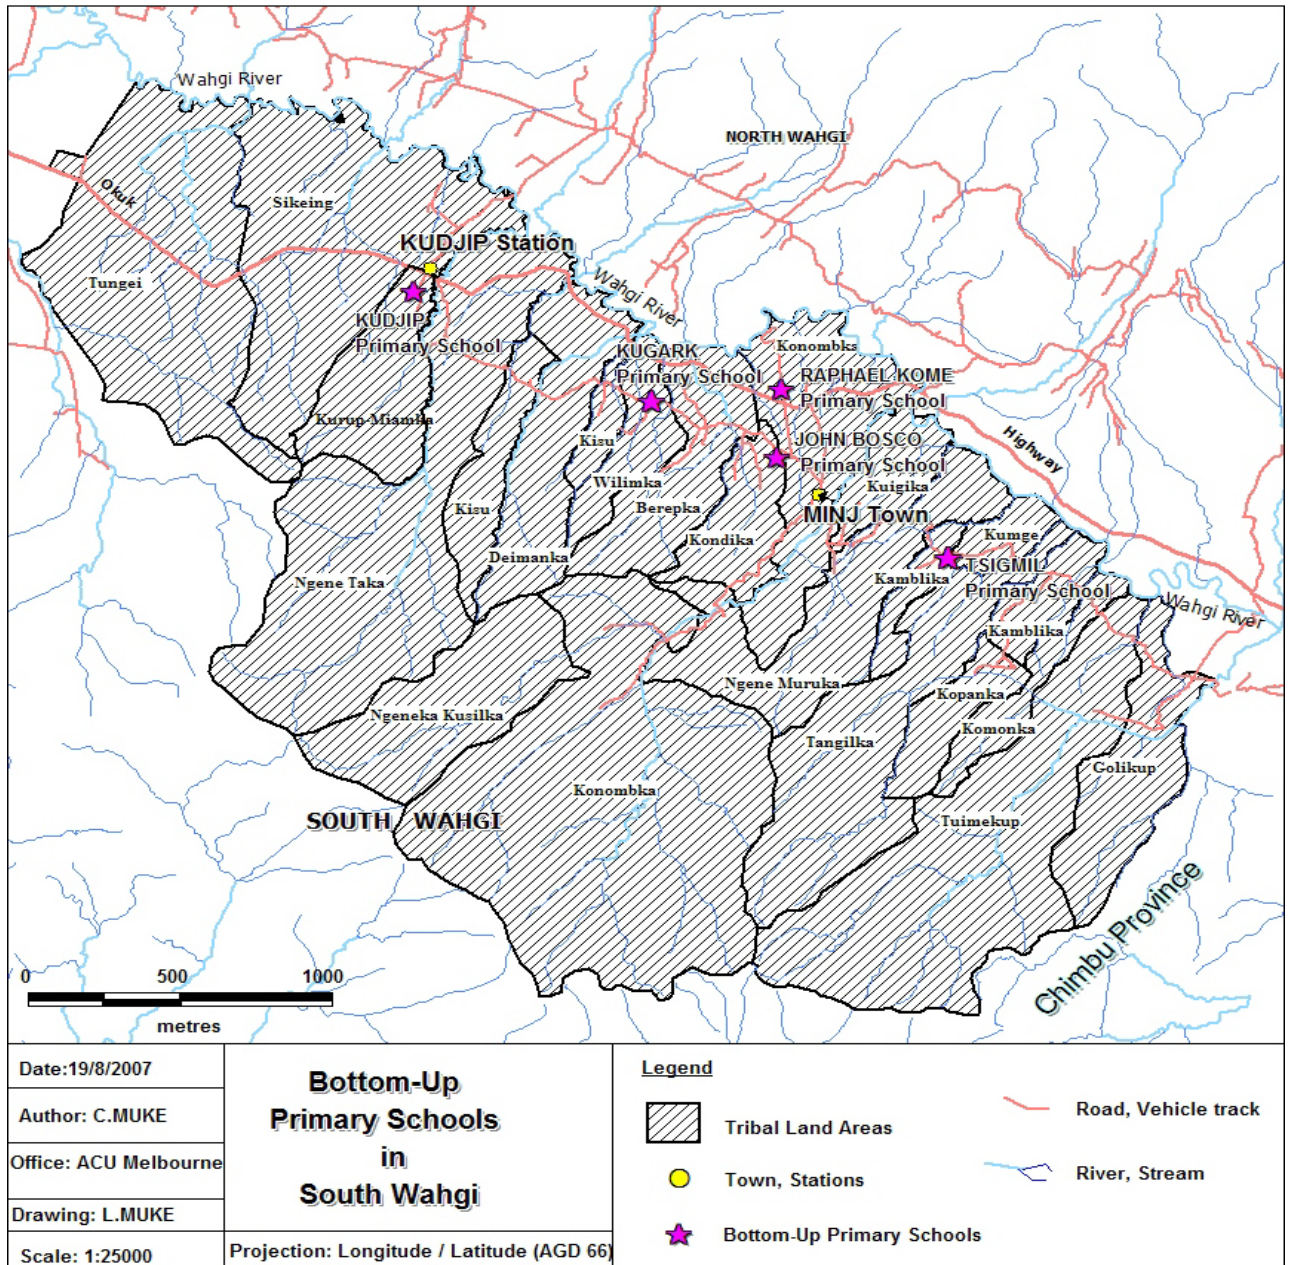 Wahgi River
NORTH WAHGI
Okuk
Sikeing
KUDJIP Station
Tungei
Wahgi River
KUDJIP
Primary School
KUGARK
Primary School
Konombks
RAPHAEL KOME
Primary School
Kurup-Miamka
Kisu
JOHN BOSCO
Primary School
Highway
Wilimka
Kuigika
Kisu
Berepka
MINJ Town
Kondika
Kumge
Deimanka
Ngene Taka
Kamblika
TSIGMIL
Primary School
Wahgi River
Kamblika
Ngene Muruka
Kopanka
Ngeneka Kusilka
Komonka
Tangilka
Golikup
Konombka
SOUTH WAHGI
Tuimekup
Chimbu Province
0 500 1000
metres
Date:19/8/2007
Author: C.MUKE
Office: ACU Melbourne
Drawing: L.MUKE
Scale: 1:25000
Bottom-Up
Primary Schools
in
South Wahgi
Projection: Longitude / Latitude (AGD 66)
Legend
Tribal Land Areas
Road, Vehicle track
Town, Stations
River, Stream
Bottom-Up Primary Schools